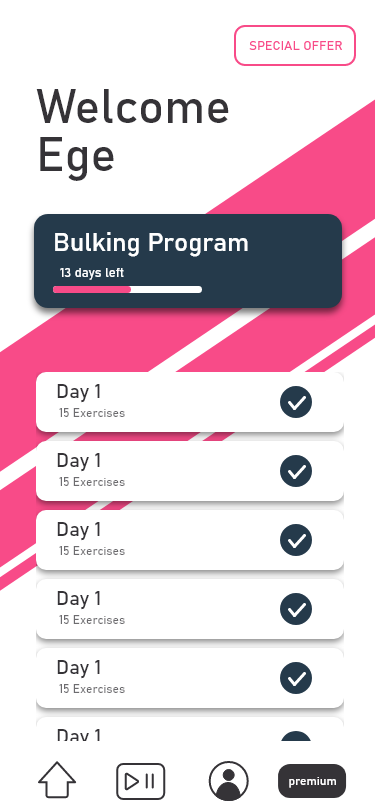 SPECIAL OFFER
Welcome
Ege
Bulking Program
13 days left
Day 1
15 Exercises
Day 1
15 Exercises
Day 1
15 Exercises
Day 1
15 Exercises
Day 1
15 Exercises
Day 1
premium